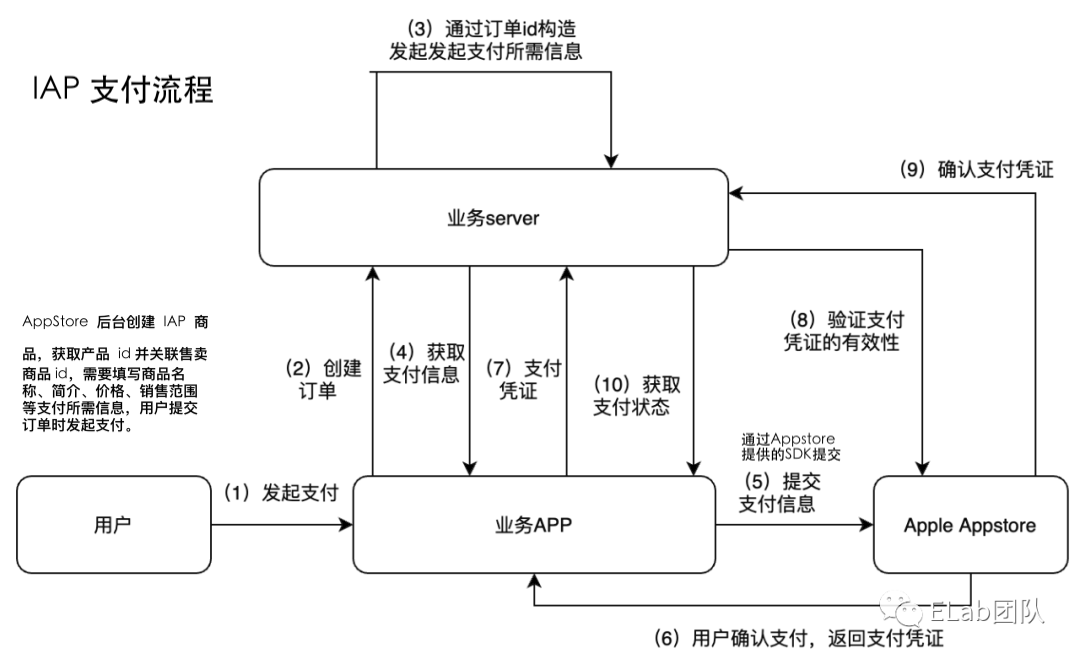 （3）通过订单id构造
发起发起支付所需信息
IAP 支付流程
（9）确认支付凭证
业务server
AppStore 后台创建 IAP 商
品，获取产品 id 并关联售卖
商品id，需要填写商品名
称、简介、价格、销售范围
等支付所需信息，用户提交
订单时发起支付。
（2）创建
订单
（4）获取
支付信息
（7）支付
凭证
（10）获取
支付状态
（8）验证支付
凭证的有效性
通过Appstore
提供的SDK提交
（5）提交
支付信息
（1）发起支付
用户
业务APP
Apple Appstore
ELab团队
（6）用户确认支付，返回支付凭证